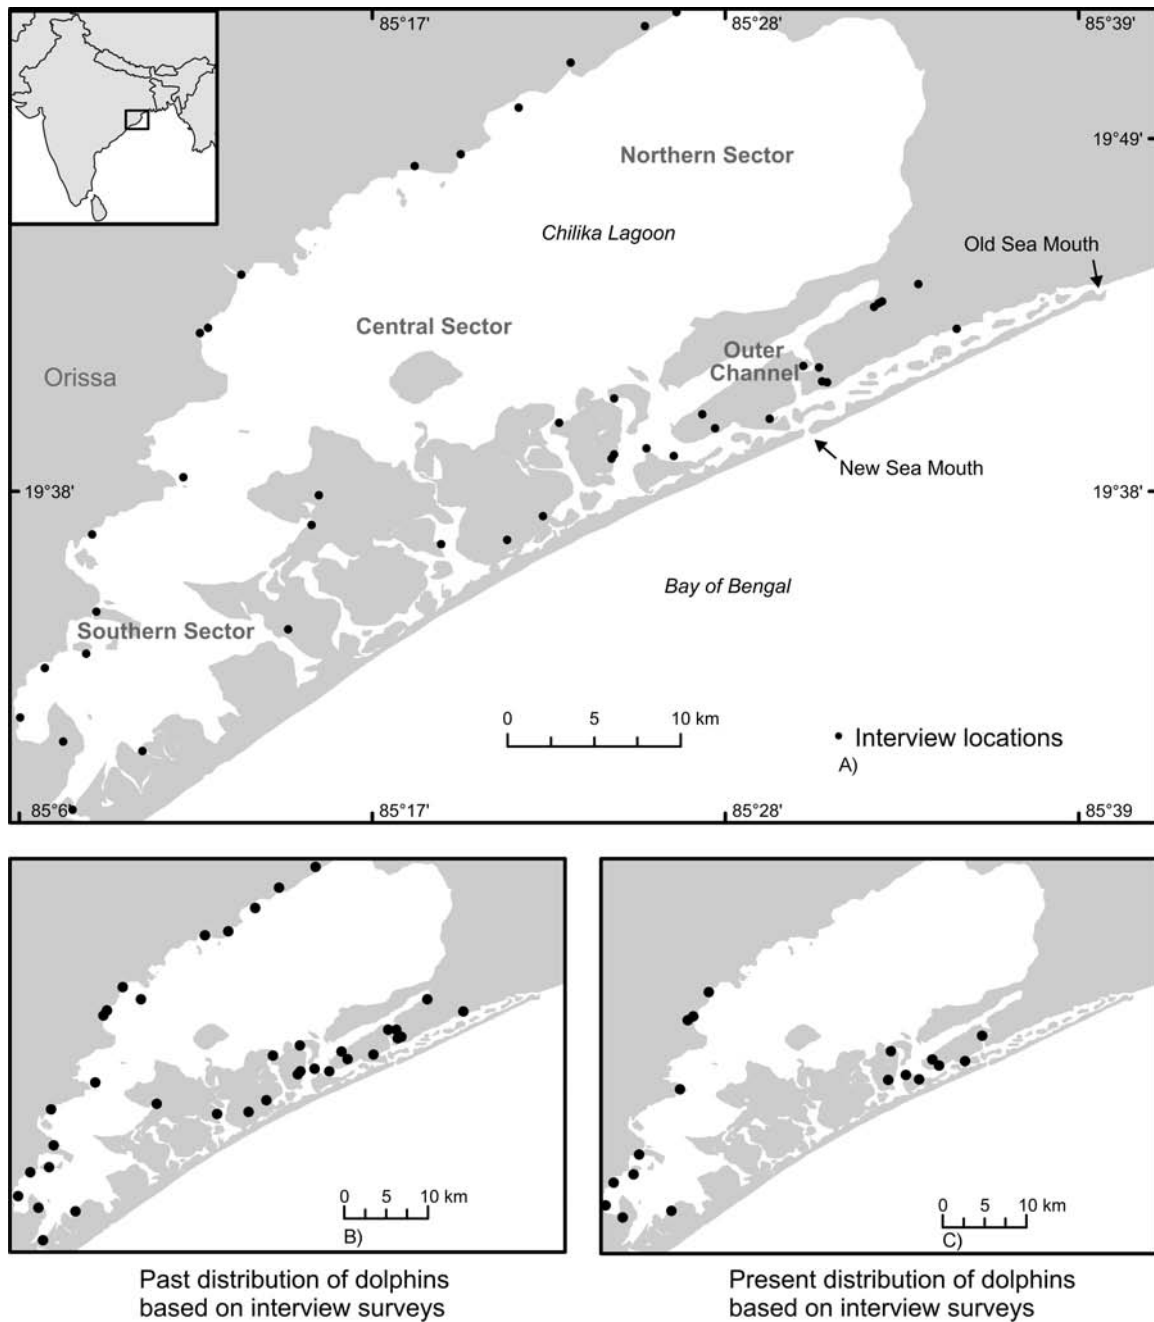 85°17'
85°28'
85°39'
Northern Sector
19°49'
Chilika Lagoon
Old Sea Mouth
Central Sector
Outer
Channel
Orissa
New Sea Mouth
19°38'
19°38'
Bay of Bengal
Southern Sector
0 5 10 km
• Interview locations
A)
85°6'
85°17'
85°28'
85°39
0 5 10 km
B)
0 5 10 km
C)
Past distribution of dolphins
based on interview surveys
Present distribution of dolphins
based on interview surveys